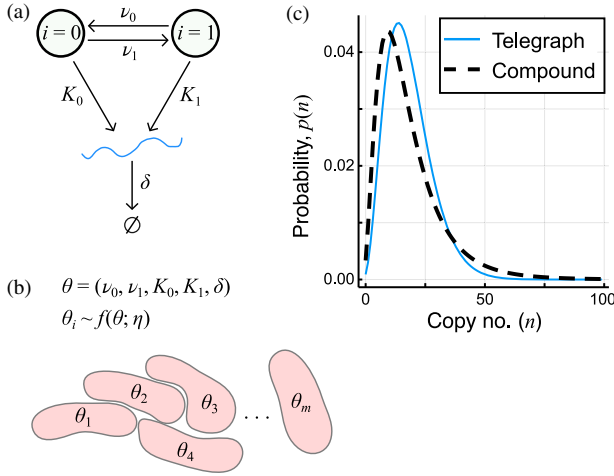 (a)
ν₀
i = 0
i = 1
ν₁
K₀
K₁
δ
∅
(b)
θ = (ν₀, ν₁, K₀, K₁, δ)
θᵢ ~ f(θ; η)
θ₁
θ₂
θ₃
θ₄
. . .
θₘ
(c)
Telegraph
Compound
Probability, p(n)
0.04
0.02
0.00
0
50
100
Copy no. (n)